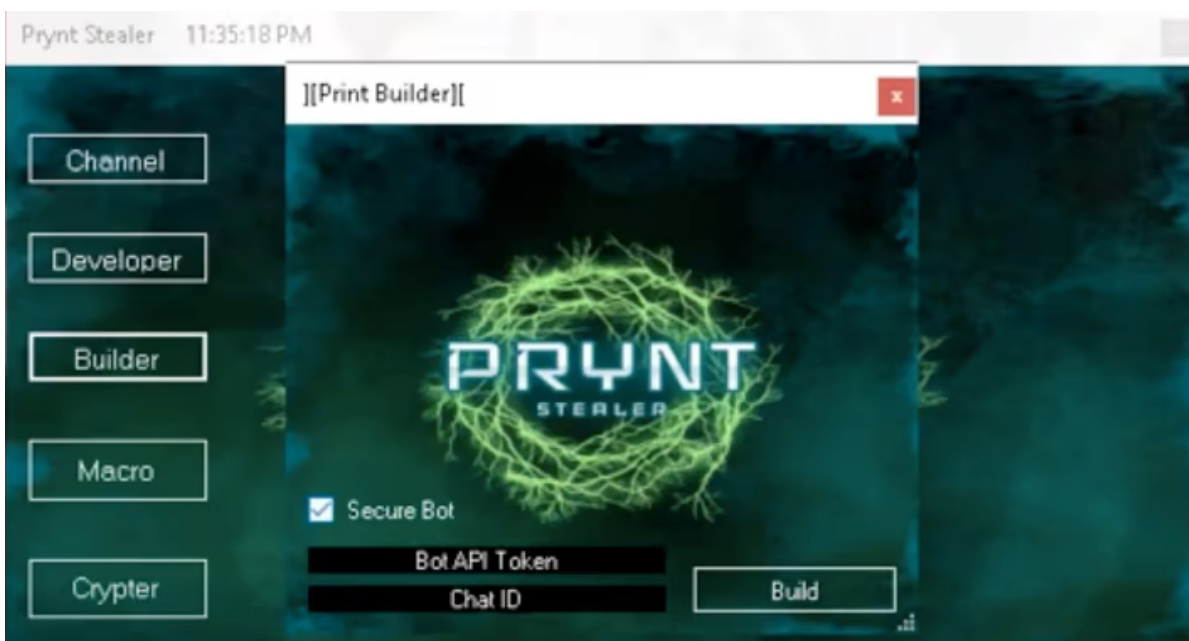 Prynt Stealer 11:35:18 PM
][Print Builder][
x
Channel
Developer
Builder
Macro
Crypter
PRYNT
STEALER
Secure Bot
Bot API Token
Chat ID
Build